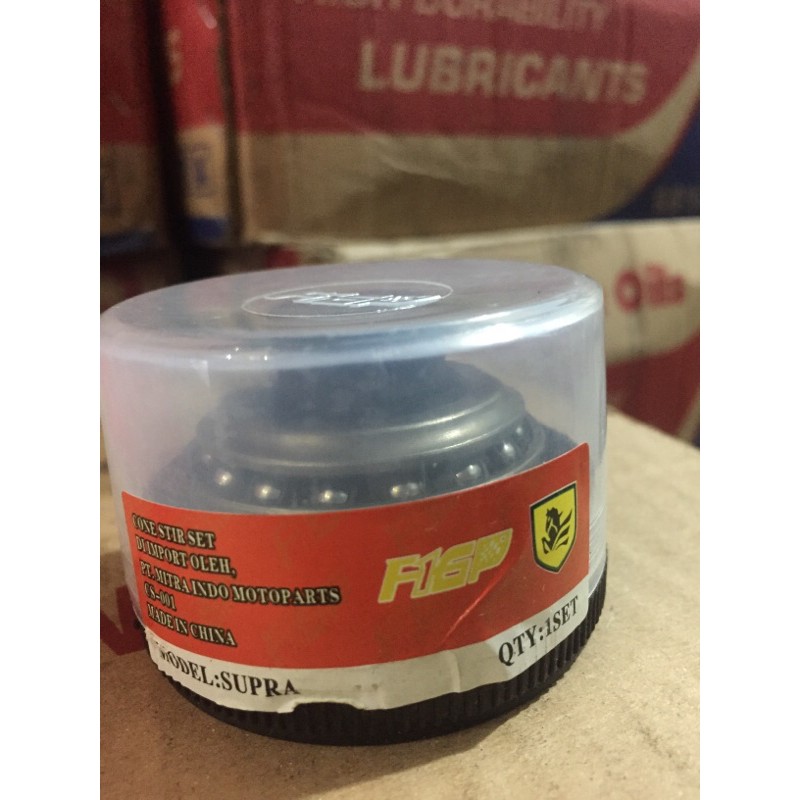 HIGH DURABILITY
LUBRICANTS
Oils
CONE STIR SET
DI IMPORT OLEH,
PT. MITRA INDO MOTOPARTS
CS-001
MADE IN CHINA
F1GP
MODEL:SUPRA
QTY:1SET